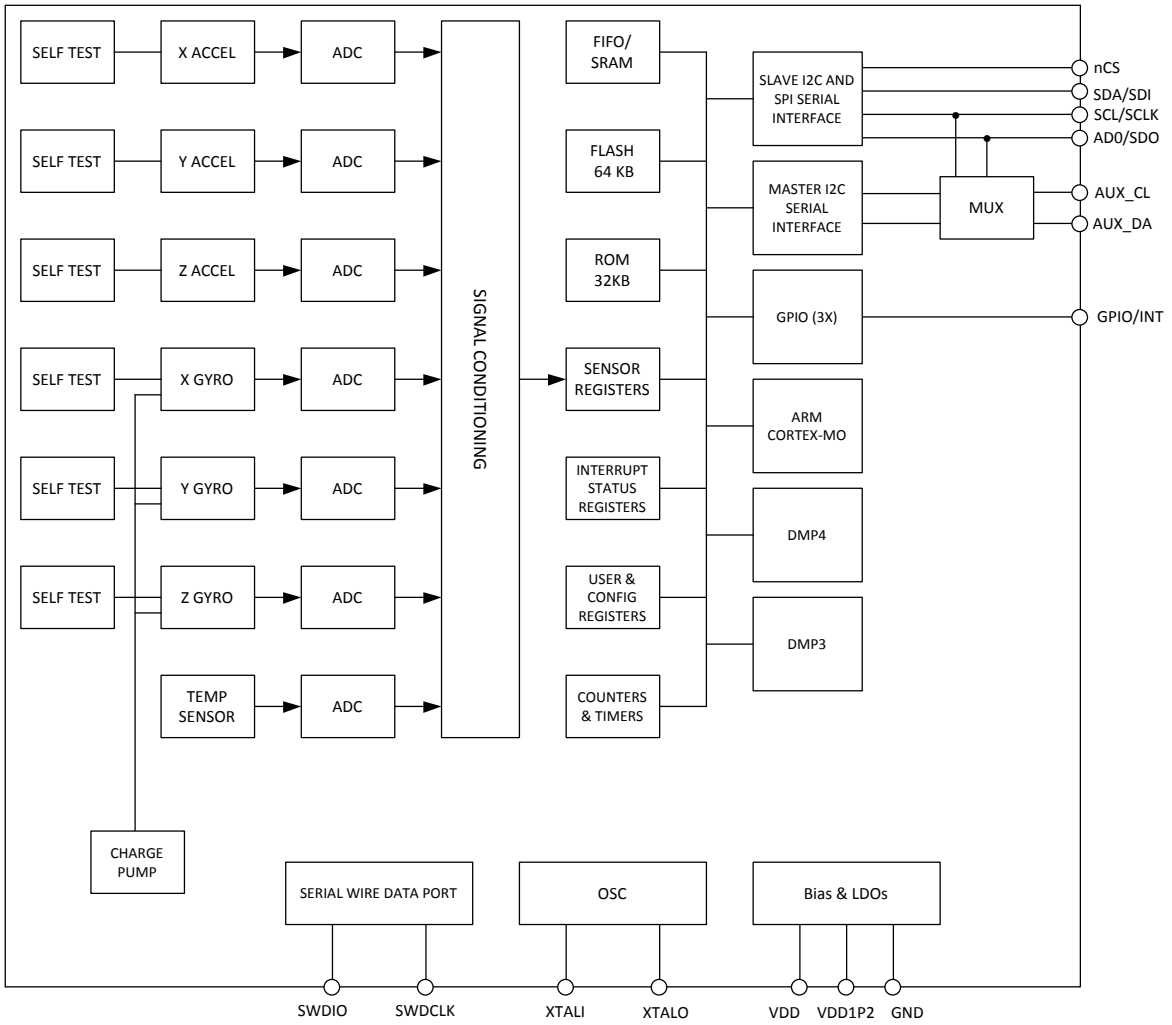 SELF TEST
X ACCEL
ADC
SELF TEST
Y ACCEL
ADC
SELF TEST
Z ACCEL
ADC
SELF TEST
X GYRO
ADC
SELF TEST
Y GYRO
ADC
SELF TEST
Z GYRO
ADC
TEMP
SENSOR
ADC
CHARGE
PUMP
SIGNAL CONDITIONING
FIFO/
SRAM
FLASH
64 KB
ROM
32KB
SENSOR
REGISTERS
INTERRUPT
STATUS
REGISTERS
USER &
CONFIG
REGISTERS
COUNTERS
& TIMERS
SLAVE I2C AND
SPI SERIAL
INTERFACE
MASTER I2C
SERIAL
INTERFACE
GPIO (3X)
ARM
CORTEX-MO
DMP4
DMP3
MUX
nCS
SDA/SDI
SCL/SCLK
AD0/SDO
AUX_CL
AUX_DA
GPIO/INT
SERIAL WIRE DATA PORT
OSC
Bias & LDOs
SWDIO
SWDCLK
XTALI
XTALO
VDD
VDD1P2
GND